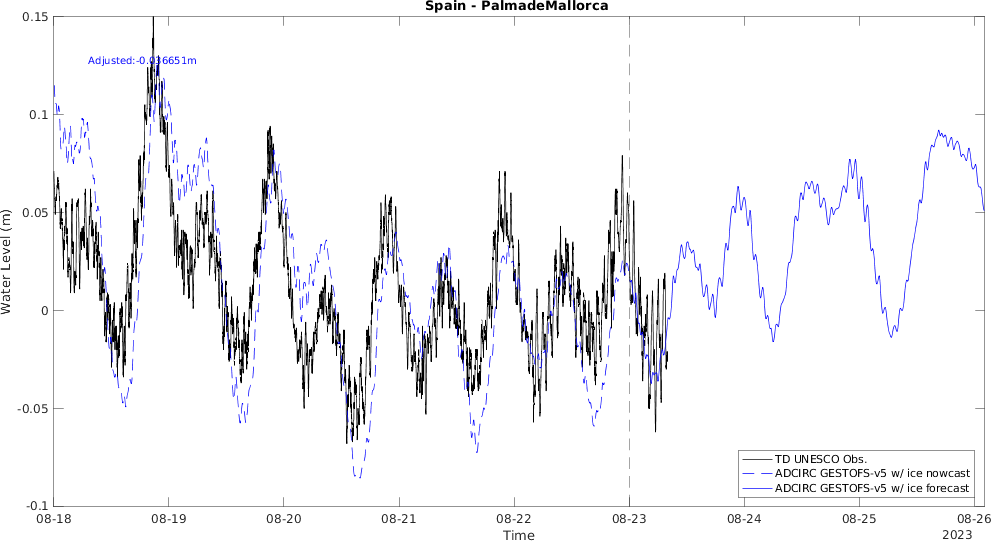 Spain - PalmadeMallorca
0.15
Adjusted:-0.036651m
0.1
0.05
0
-0.05
-0.1
Water Level (m)
TD UNESCO Obs.
ADCIRC GESTOFS-v5 w/ ice nowcast
ADCIRC GESTOFS-v5 w/ ice forecast
08-18 08-19 08-20 08-21 08-22 08-23 08-24 08-25 08-26
Time
2023